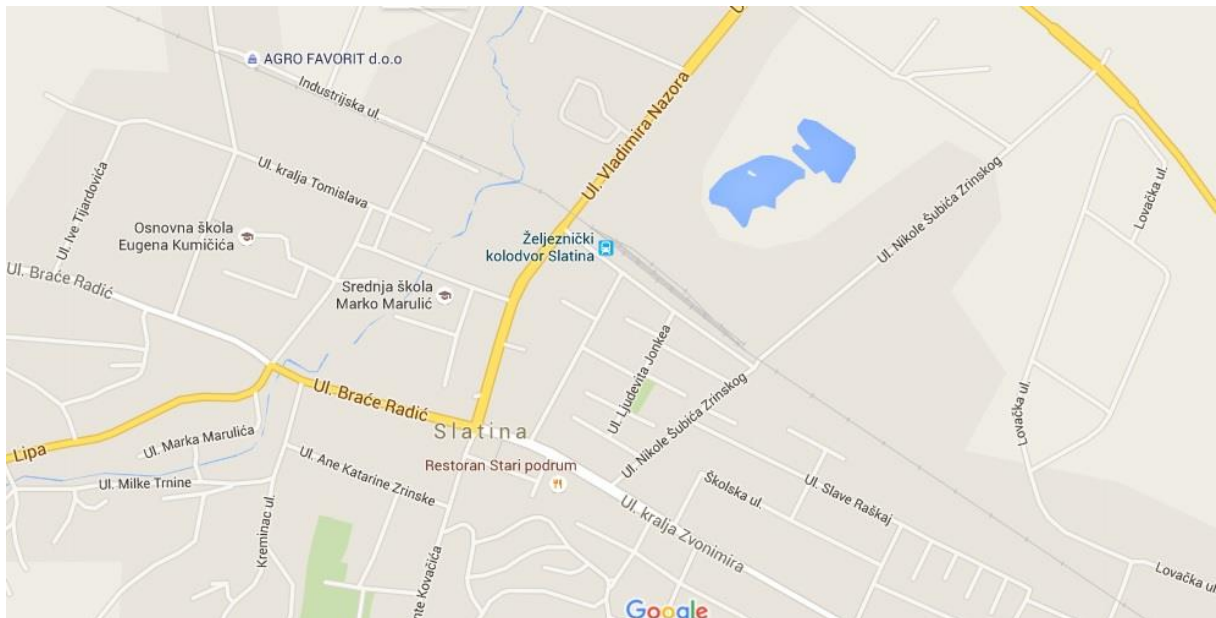 AGRO FAVORIT d.o.o
Industrijska ul.
Ul. Vladimira Nazora
Ul. kralja Tomislava
Ul. Ive Tijardovića
Osnovna škola
Eugena Kumičića
Željeznički
kolodvor Slatina
Ul. Nikole Šubića Zrinskog
Lovačka ul.
Ul. Braće Radić
Srednja škola
Marko Marulić
Ul. Ljudevita Jonkea
Ul. Braće Radić
Ul. Nikole Šubića Zrinskog
Lovačka ul.
Slatina
Lipa
Ul. Marka Marulića
Ul. Ane Katarine Zrinske
Restoran Stari podrum
Ul. Milke Trnine
Školska ul.
Ul. Slave Raškaj
Kreminac ul.
Ul. kralja Zvonimira
nte Kovačića
Lovačka ul.
Google